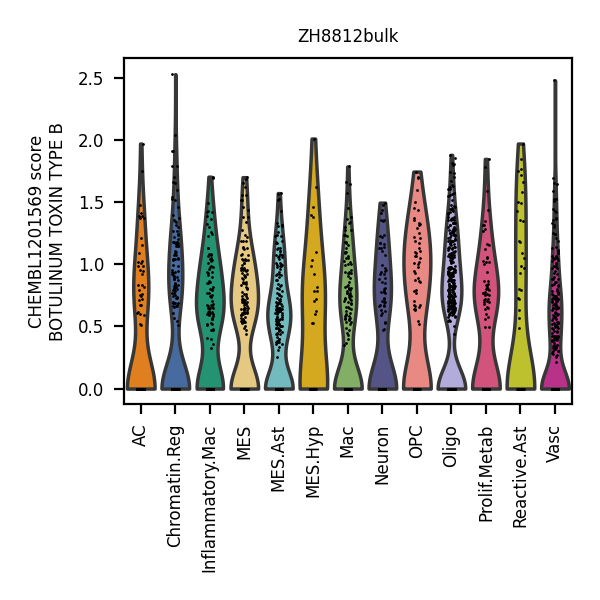 ZH8812bulk
CHEMBL1201569 score
BOTULINUM TOXIN TYPE B
2.5
2.0
1.5
1.0
0.5
0.0
AC
Chromatin.Reg
Inflammatory.Mac
MES
MES.Ast
MES.Hyp
Mac
Neuron
OPC
Oligo
Prolif.Metab
Reactive.Ast
Vasc